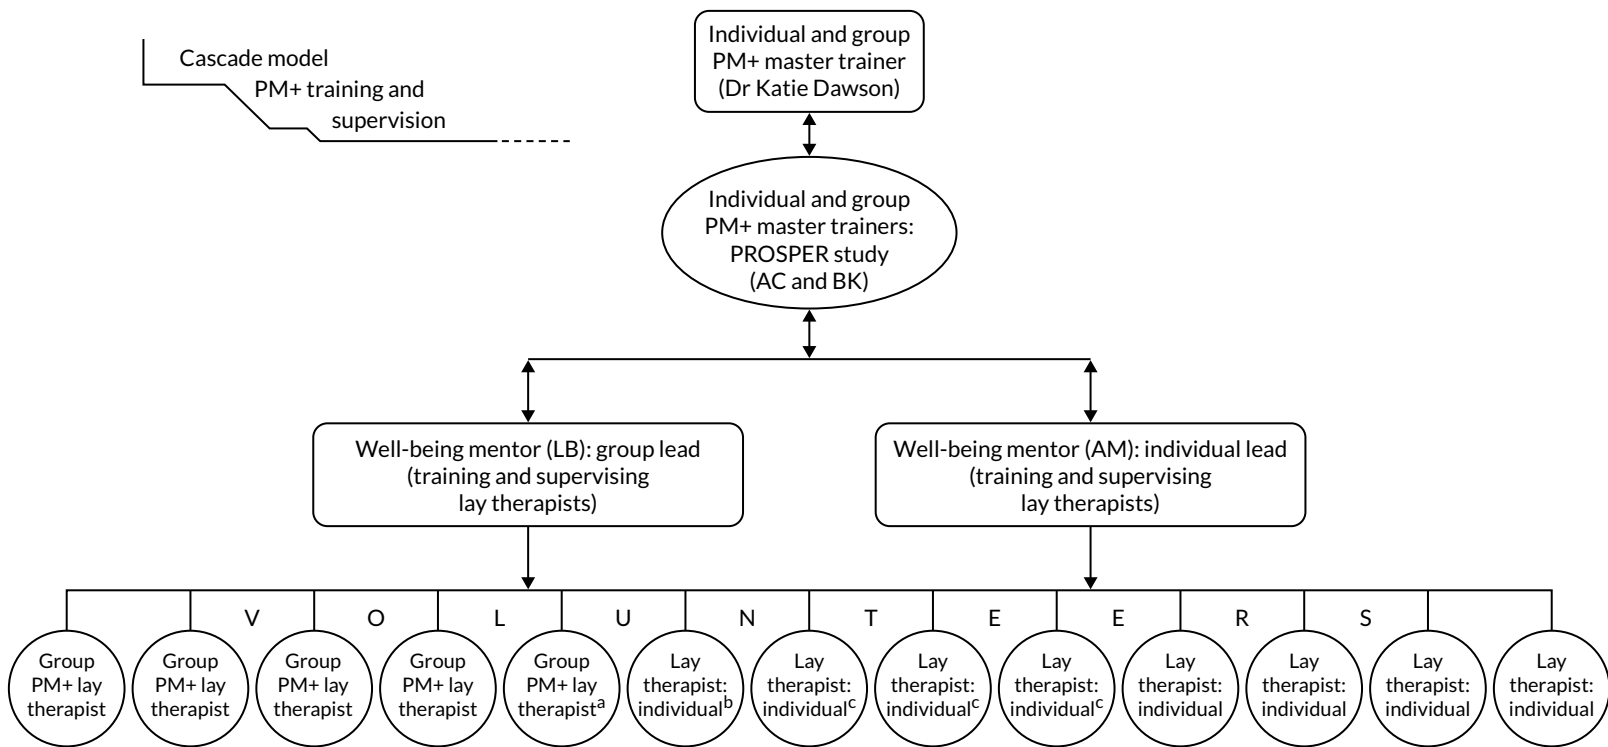 Cascade model
PM+ training and
supervision
Individual and group
PM+ master trainer
(Dr Katie Dawson)
Individual and group
PM+ master trainers:
PROSPER study
(AC and BK)
Well-being mentor (LB): group lead
(training and supervising
lay therapists)
Well-being mentor (AM): individual lead
(training and supervising
lay therapists)
V O L U N T E E R S
Group
PM+ lay
therapist
Group
PM+ lay
therapist
Group
PM+ lay
therapist
Group
PM+ lay
therapist
Group
PM+ lay
therapistᵃ
Lay
therapist:
individualᵇ
Lay
therapist:
individualᶜ
Lay
therapist:
individualᶜ
Lay
therapist:
individualᶜ
Lay
therapist:
individual
Lay
therapist:
individual
Lay
therapist:
individual
Lay
therapist:
individual